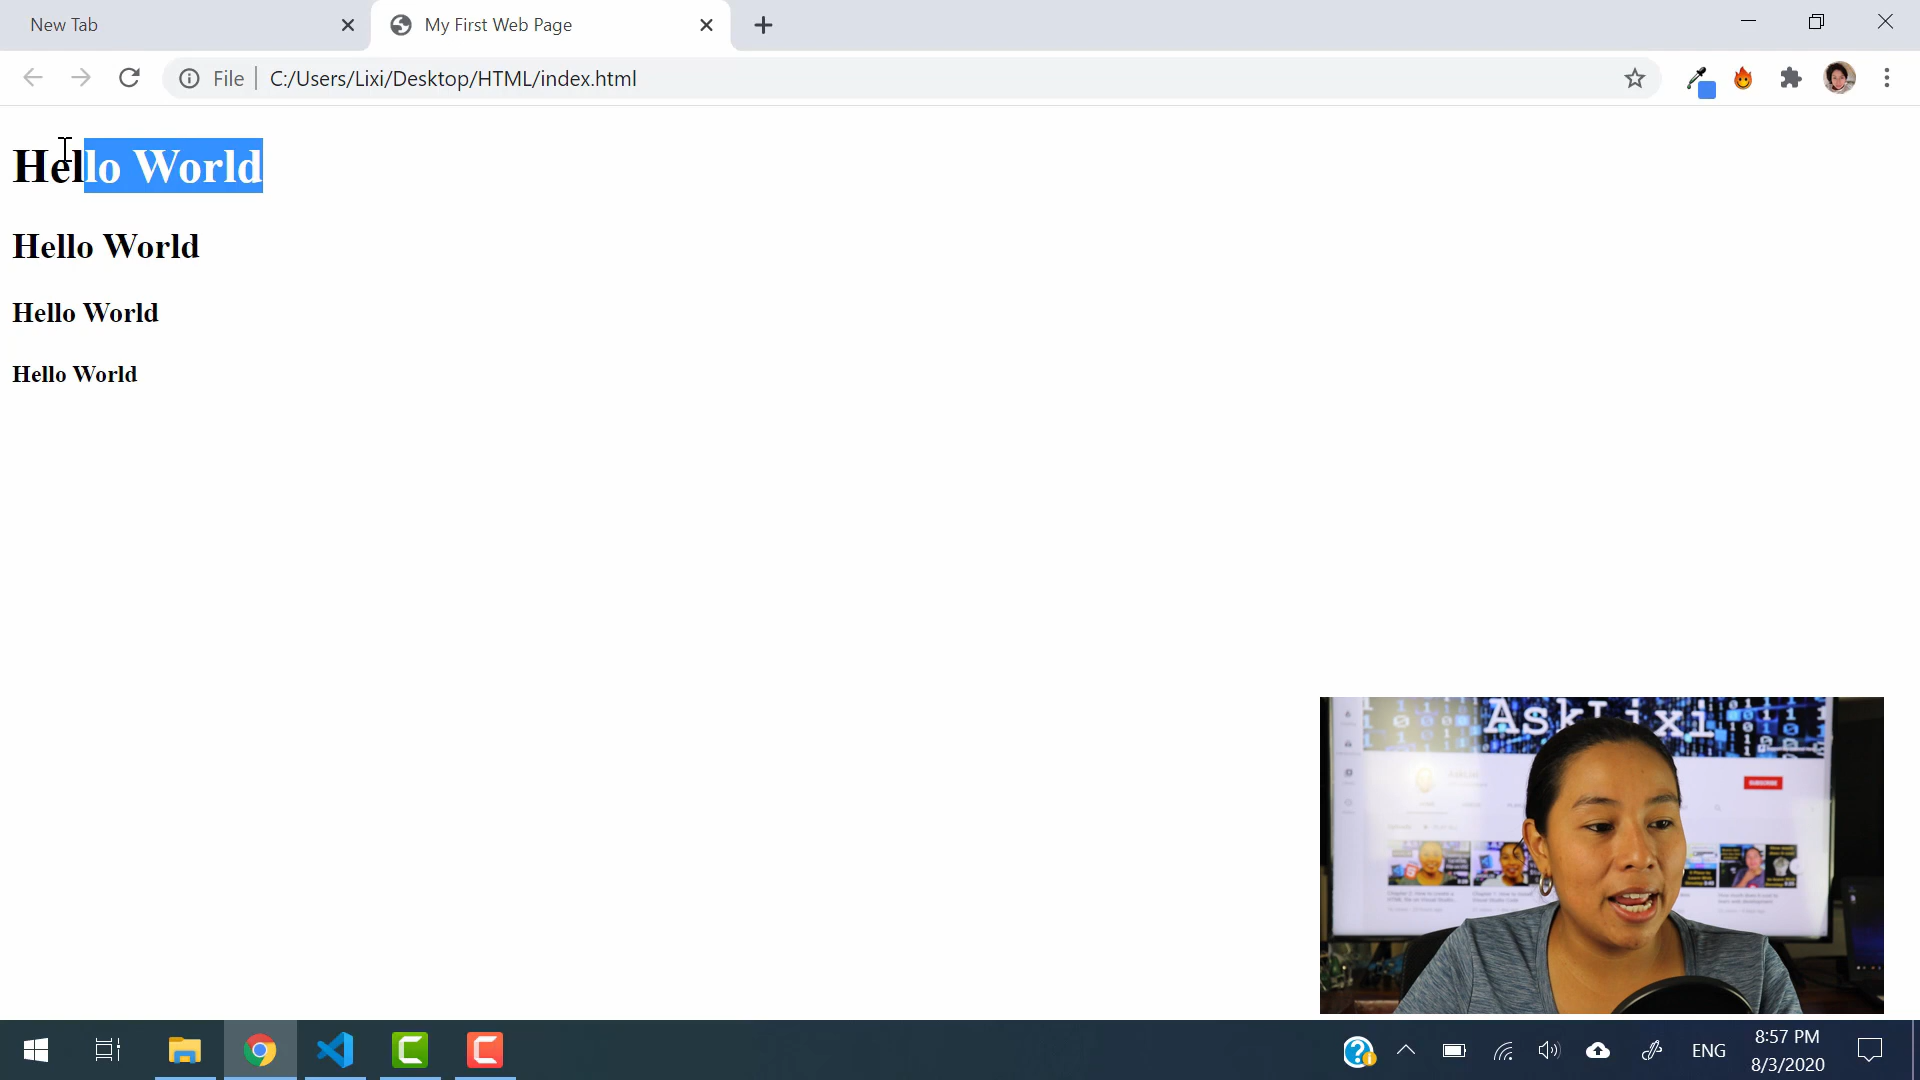 New Tab
My First Web Page
File
C:/Users/Lixi/Desktop/HTML/index.html
Hello World
Hello World
Hello World
Hello World
AskLixi
SUBSCRIBE
ENG
8:57 PM
8/3/2020